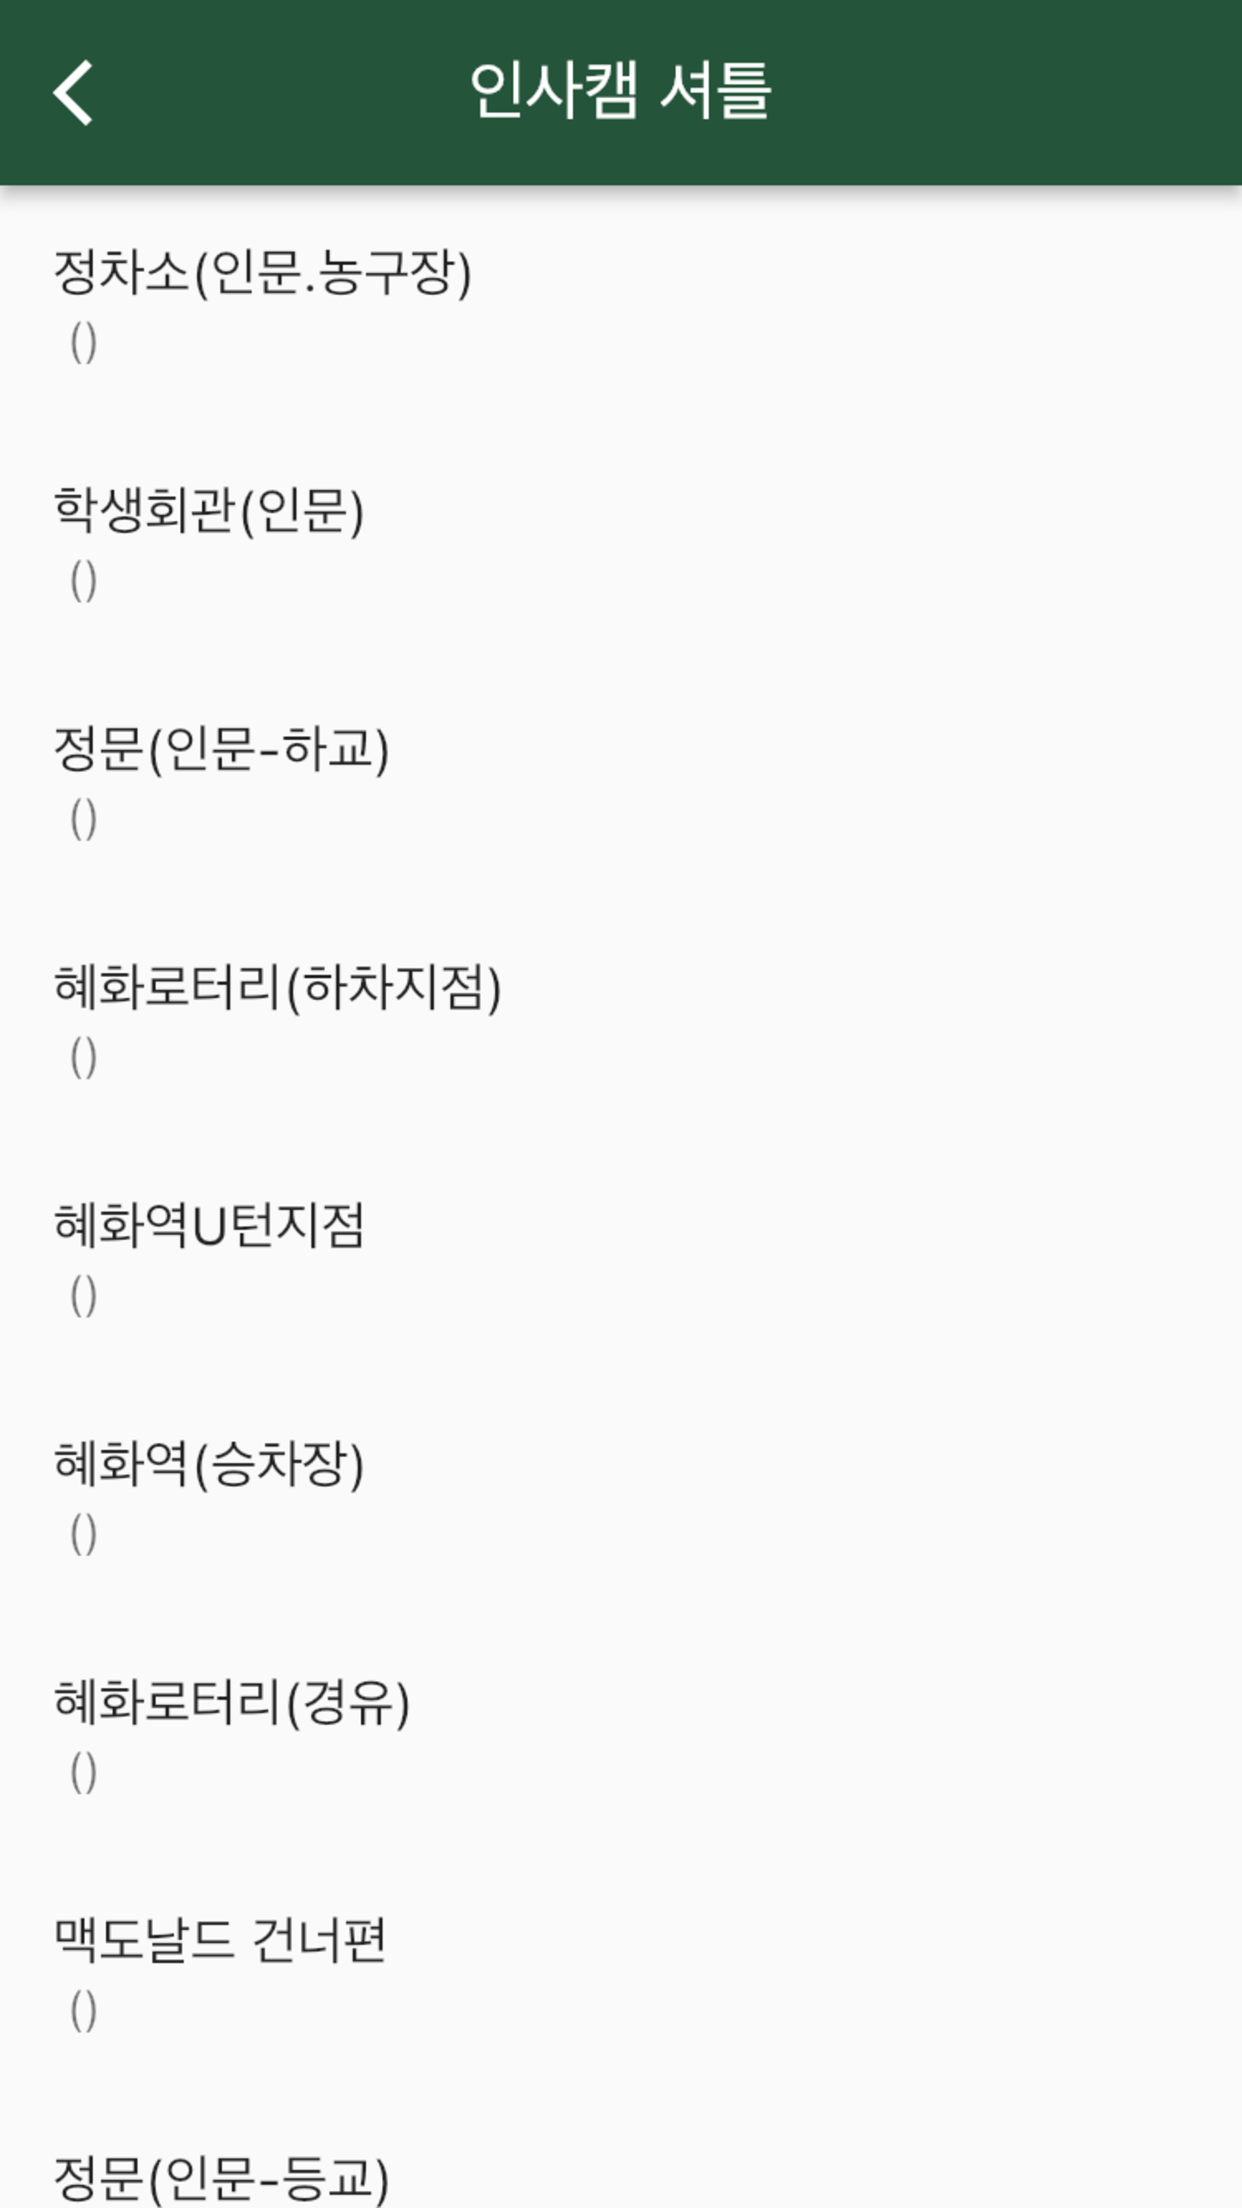 인사캠 셔틀
정차소(인문.농구장)
()
학생회관(인문)
()
정문(인문-하교)
()
혜화로터리(하차지점)
()
혜화역U턴지점
()
혜화역(승차장)
()
혜화로터리(경유)
()
맥도날드 건너편
()
정문(인문-등교)